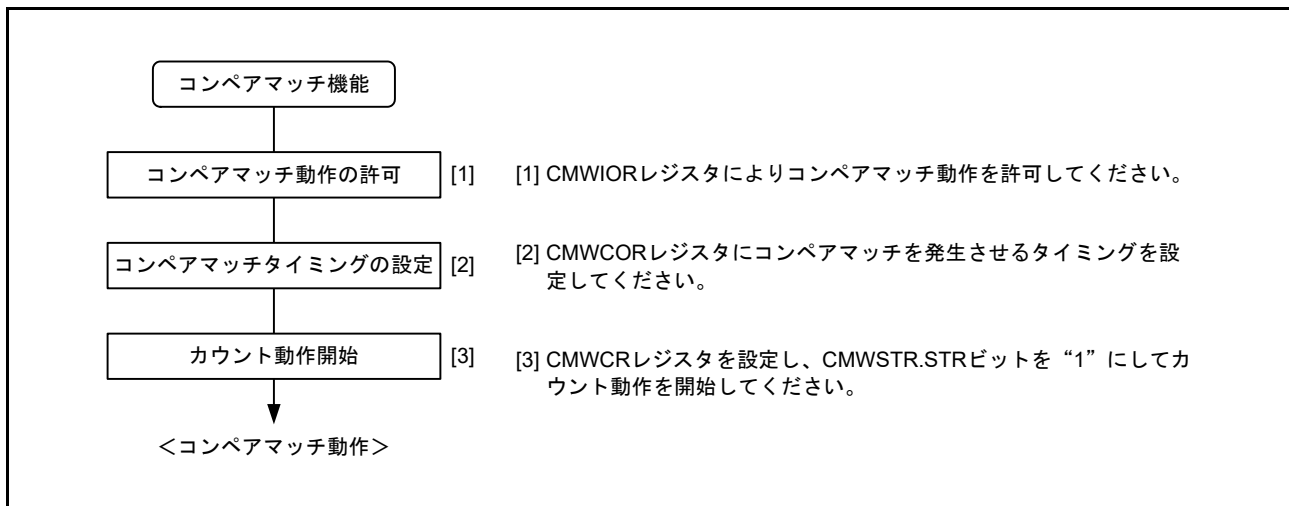 コンペアマッチ機能
コンペアマッチ動作の許可 [1] [1] CMWIORレジスタによりコンペアマッチ動作を許可してください。
コンペアマッチタイミングの設定 [2] [2] CMWCORレジスタにコンペアマッチを発生させるタイミングを設
定してください。
カウント動作開始 [3] [3] CMWCRレジスタを設定し、CMWSTR.STRビットを“1”にしてカ
ウント動作を開始してください。
＜コンペアマッチ動作＞